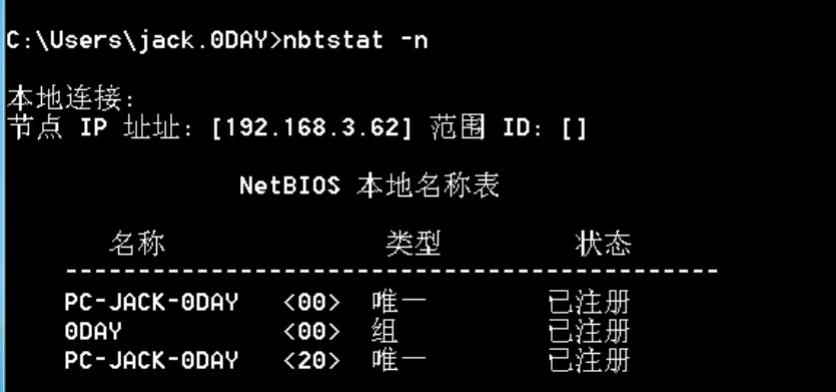 C:\Users\jack.0DAY>nbtstat -n
本地连接:
节点 IP 址址: [192.168.3.62] 范围 ID: []
NetBIOS 本地名称表
名称 类型 状态
---------------------------------------------
PC-JACK-0DAY <00> 唯一 已注册
0DAY <00> 组 已注册
PC-JACK-0DAY <20> 唯一 已注册